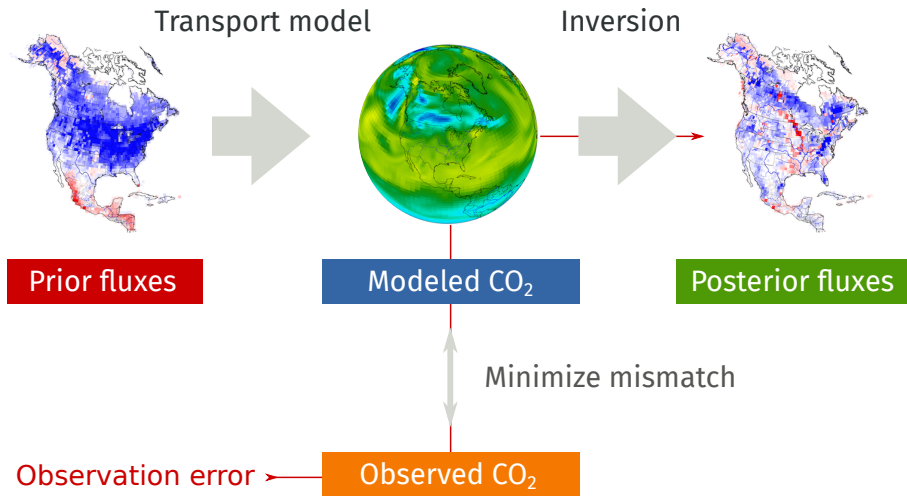 Transport model
Inversion
Prior fluxes
Modeled CO₂
Posterior fluxes
Minimize mismatch
Observation error
Observed CO₂